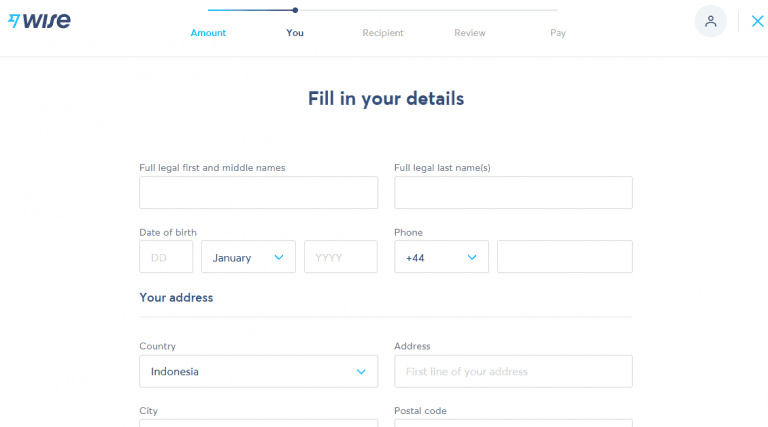 wise
Amount You Recipient Review Pay
Fill in your details
Full legal first and middle names Full legal last name(s)
Date of birth Phone
DD January YYYY +44
Your address
Country Address
Indonesia First line of your address
City Postal code